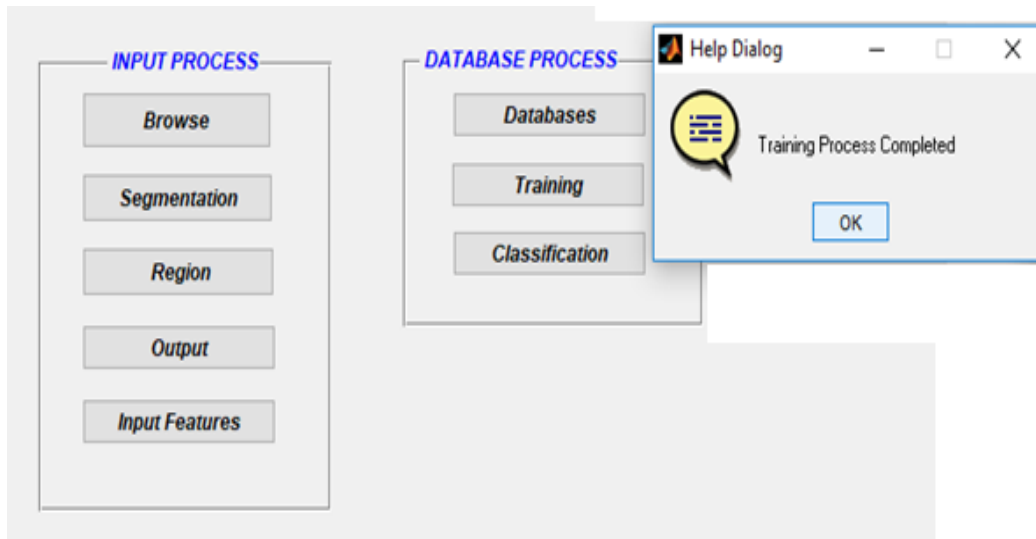 INPUT PROCESS
Browse
Segmentation
Region
Output
Input Features
DATABASE PROCESS
Databases
Training
Classification
Help Dialog
Training Process Completed
OK